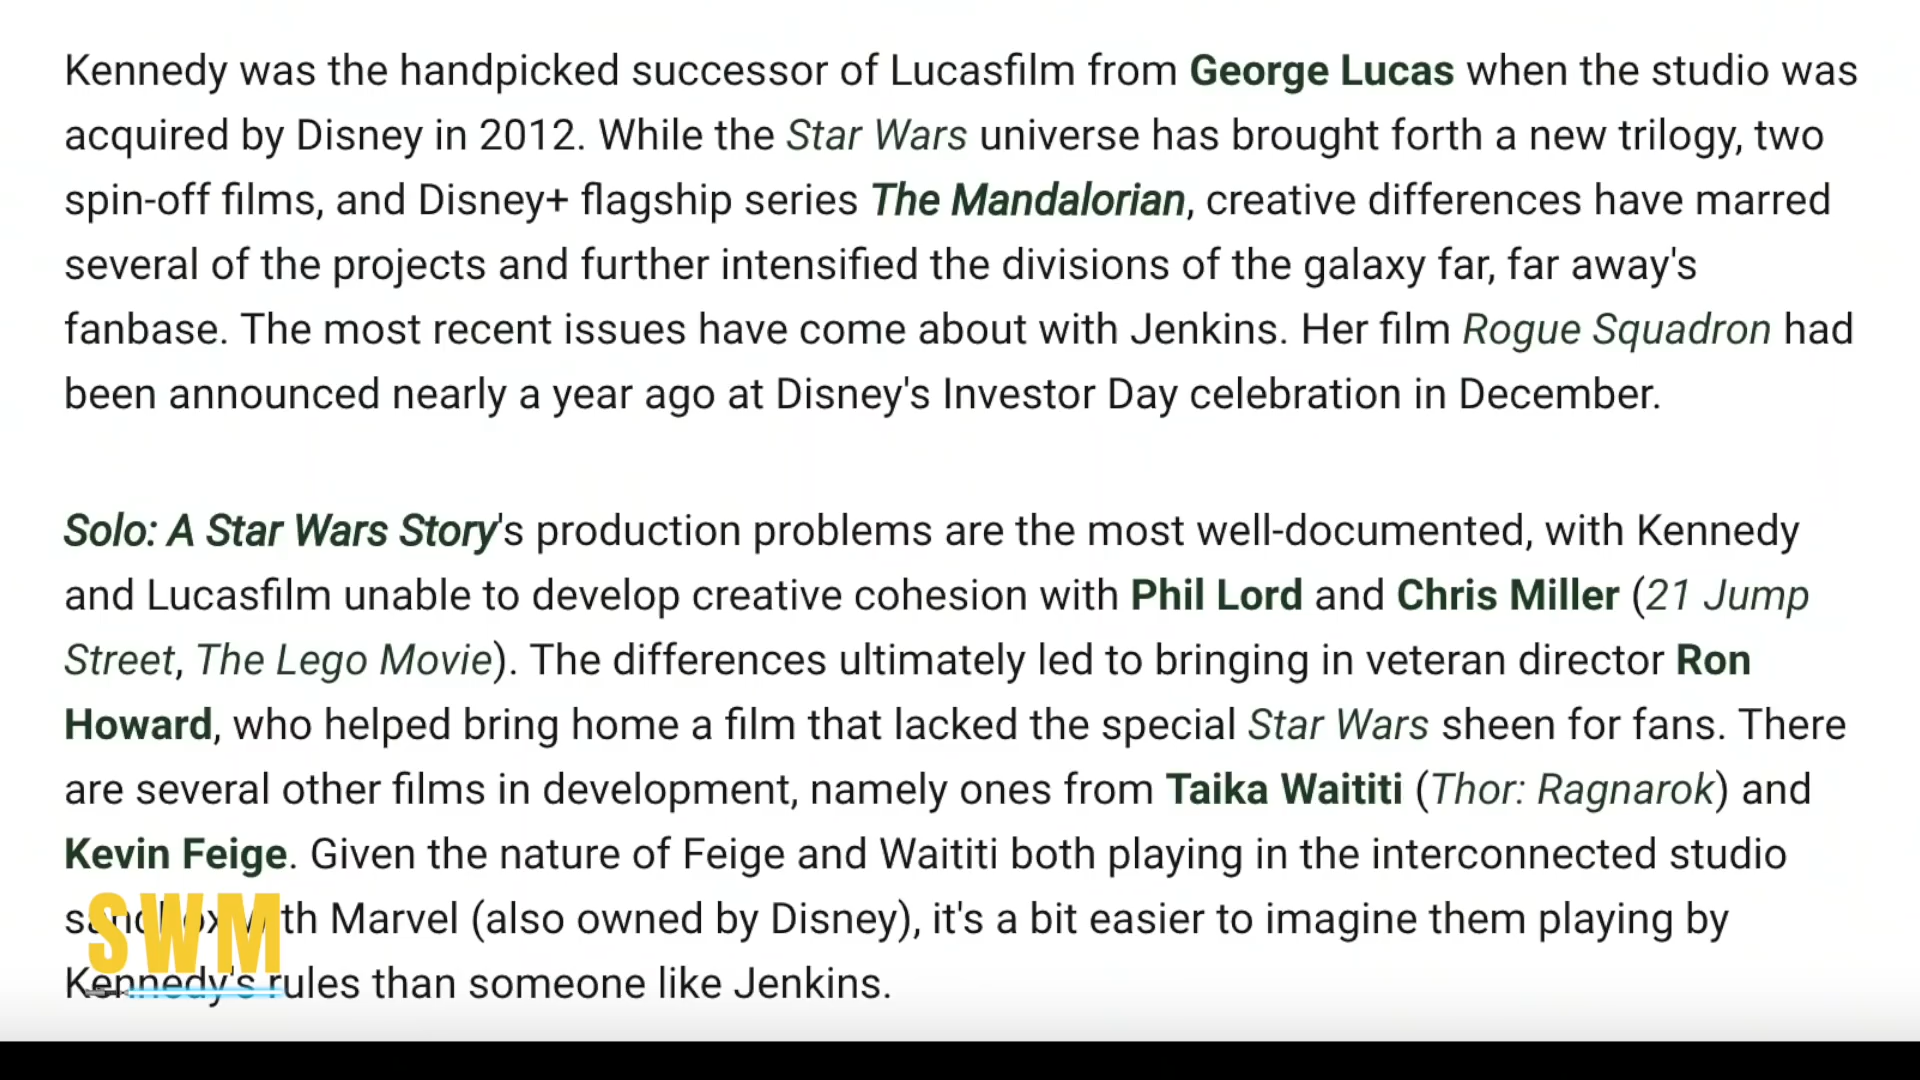 Kennedy was the handpicked successor of Lucasfilm from George Lucas when the studio was
acquired by Disney in 2012. While the Star Wars universe has brought forth a new trilogy, two
spin-off films, and Disney+ flagship series The Mandalorian, creative differences have marred
several of the projects and further intensified the divisions of the galaxy far, far away's
fanbase. The most recent issues have come about with Jenkins. Her film Rogue Squadron had
been announced nearly a year ago at Disney's Investor Day celebration in December.
Solo: A Star Wars Story's production problems are the most well-documented, with Kennedy
and Lucasfilm unable to develop creative cohesion with Phil Lord and Chris Miller (21 Jump
Street, The Lego Movie). The differences ultimately led to bringing in veteran director Ron
Howard, who helped bring home a film that lacked the special Star Wars sheen for fans. There
are several other films in development, namely ones from Taika Waititi (Thor: Ragnarok) and
Kevin Feige. Given the nature of Feige and Waititi both playing in the interconnected studio
sandbox with Marvel (also owned by Disney), it's a bit easier to imagine them playing by
Kennedy's rules than someone like Jenkins.
SWM